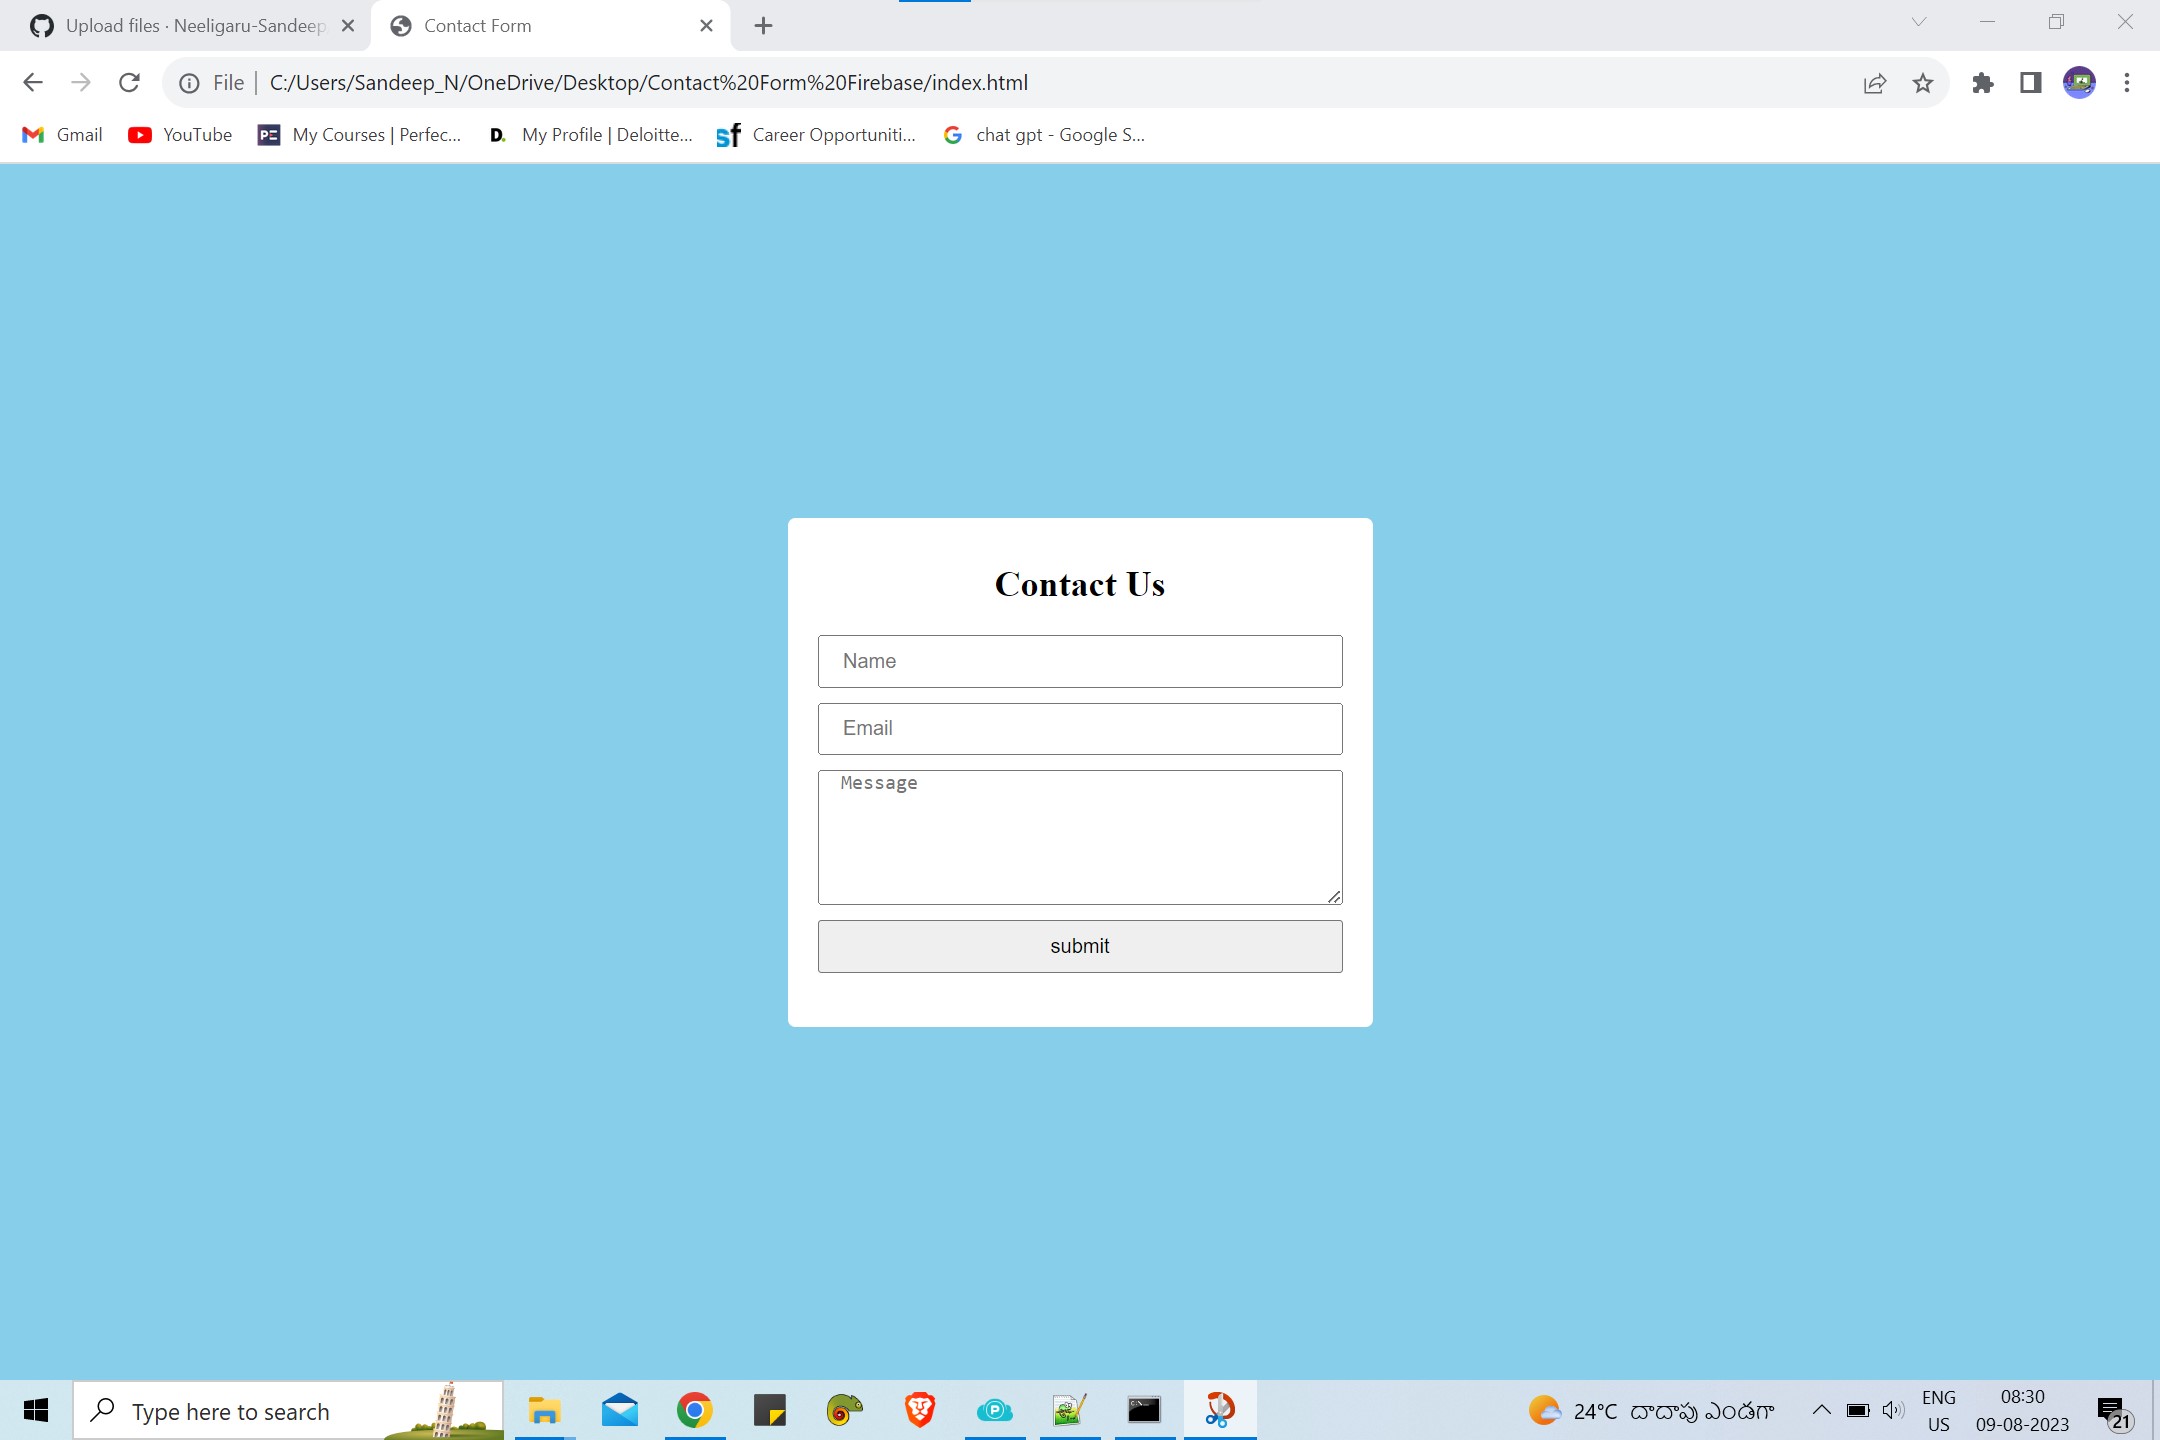 Upload files · Neeligaru-Sandeep
Contact Form
File
C:/Users/Sandeep_N/OneDrive/Desktop/Contact%20Form%20Firebase/index.html
Gmail
YouTube
PE
My Courses | Perfec...
D.
My Profile | Deloitte...
sf
Career Opportuniti...
G
chat gpt - Google S...
Contact Us
Name
Email
Message
submit
Type here to search
P
24°C దాదాపు ఎండగా
ENG
US
08:30
09-08-2023
21